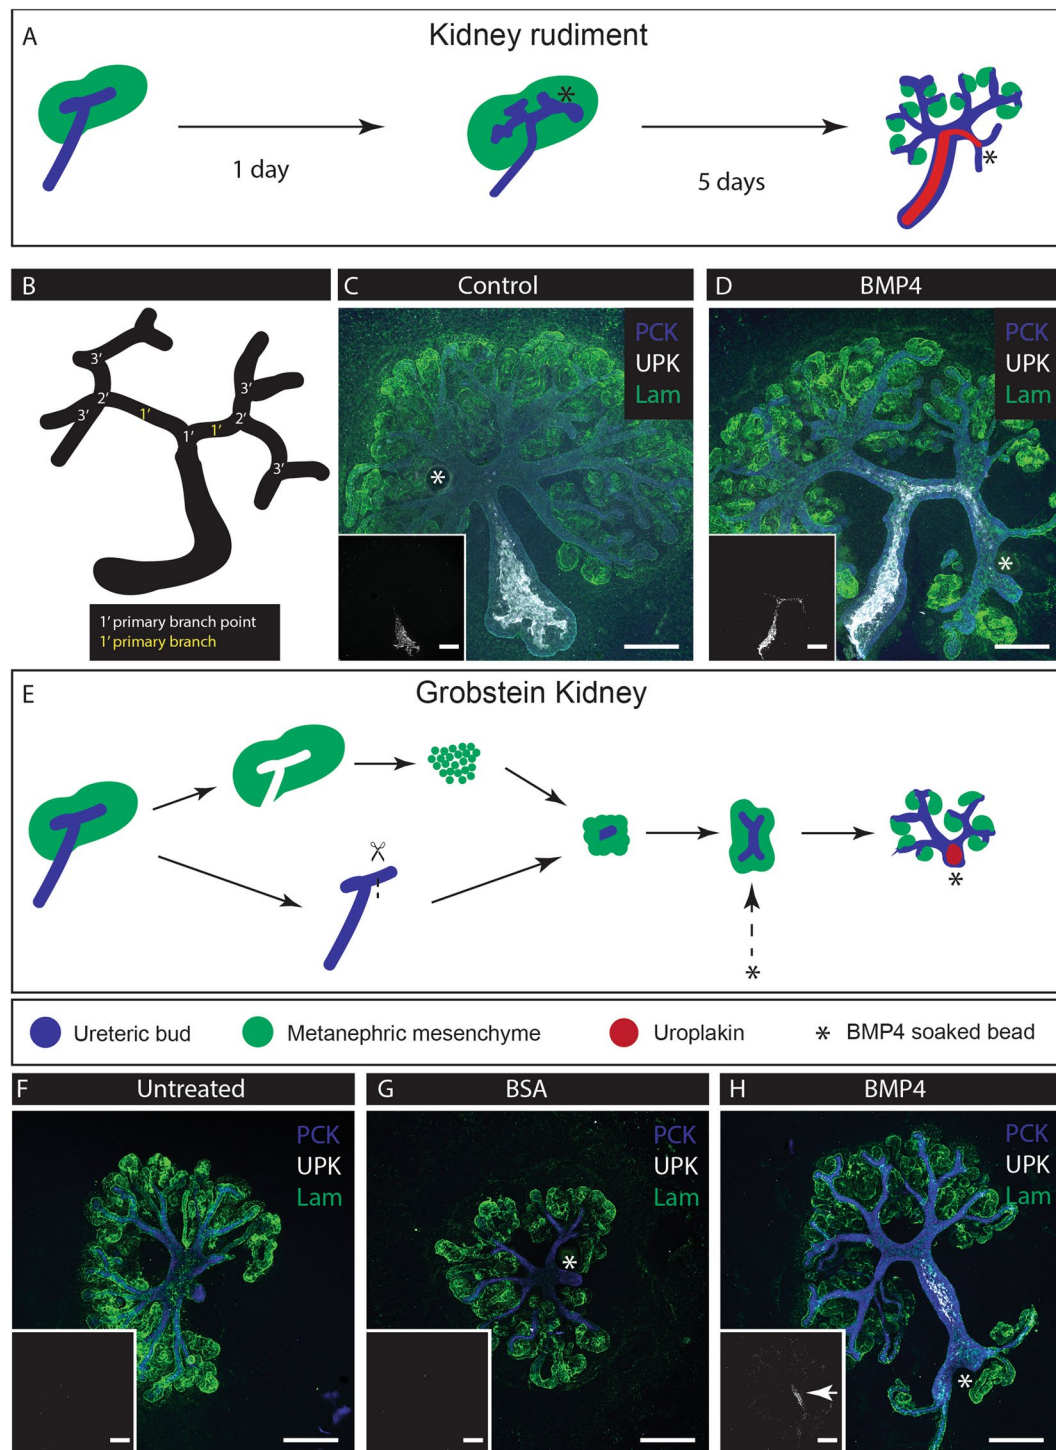 A
Kidney rudiment
*
1 day
5 days
*
B
3’
2’
3’
1’
1’
1’
2’
3’
3’
1’ primary branch point
1’ primary branch
C Control
PCK
UPK
Lam
*
D BMP4
PCK
UPK
Lam
*
E
Grobstein Kidney
*
*
Ureteric bud
Metanephric mesenchyme
Uroplakin
* BMP4 soaked bead
F Untreated
PCK
UPK
Lam
G BSA
PCK
UPK
Lam
*
H BMP4
PCK
UPK
Lam
*